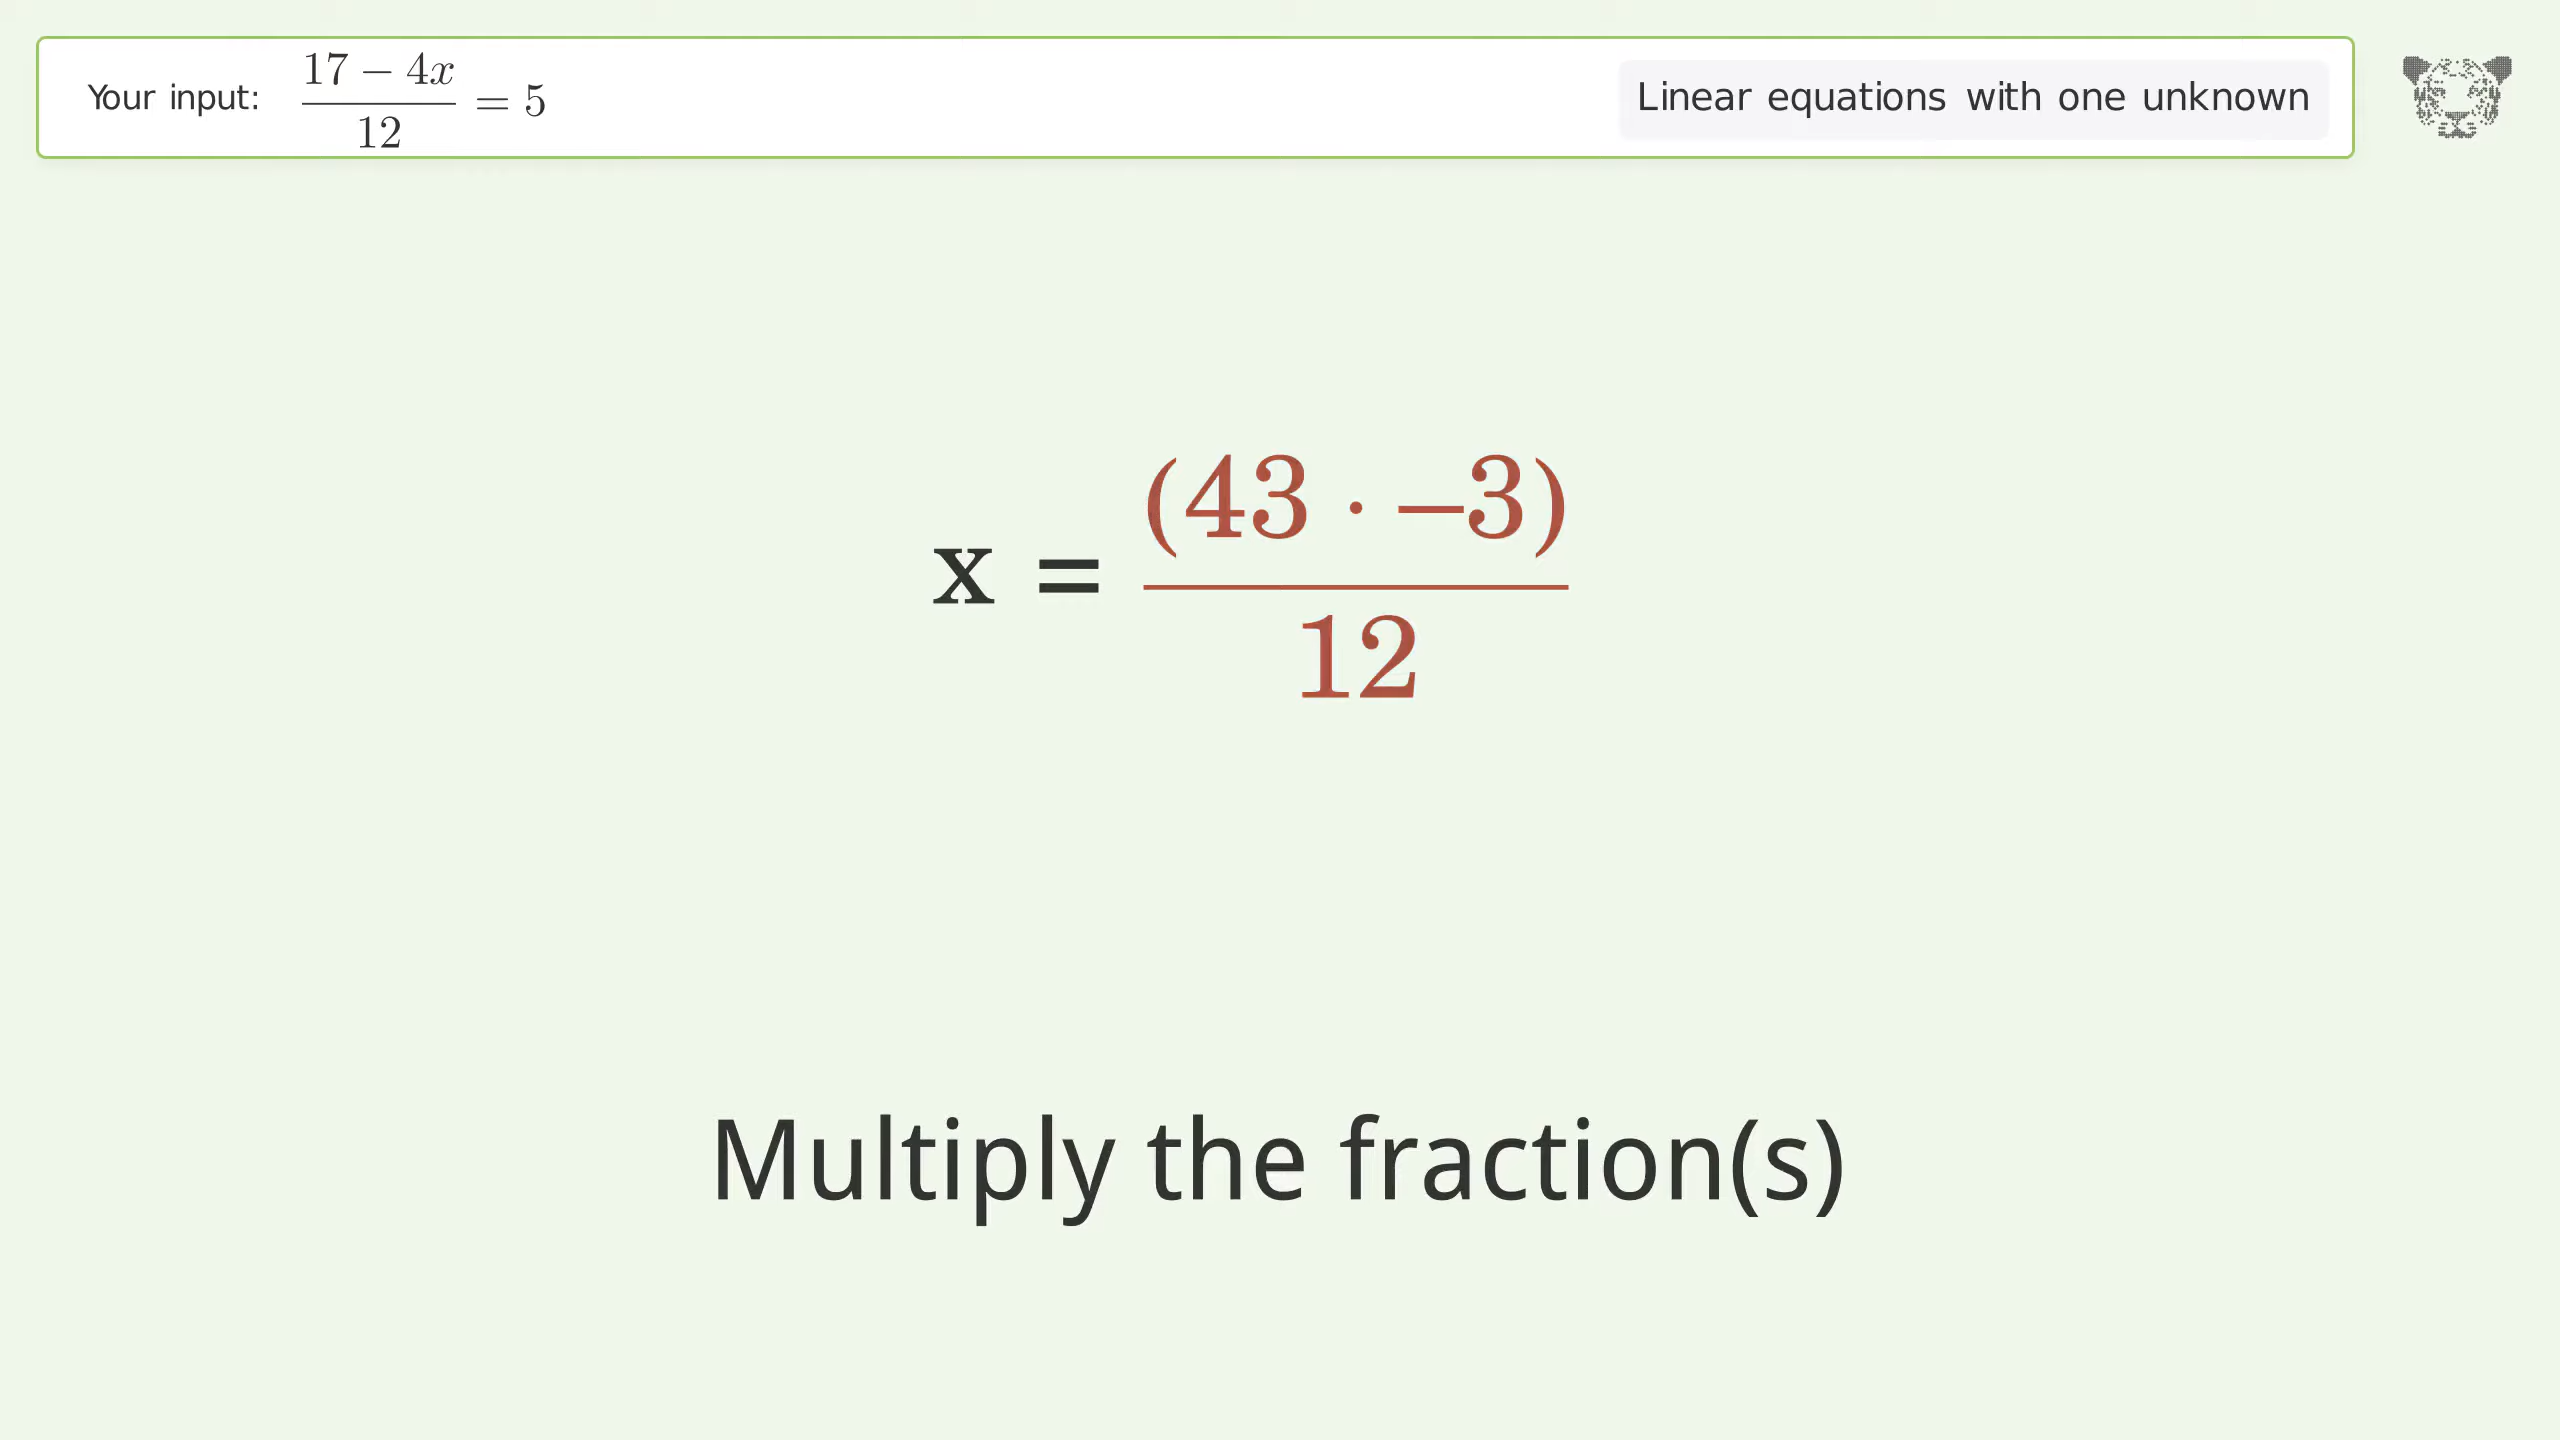 Your input: (17 − 4x)/12 = 5
Linear equations with one unknown
x = (43 · −3)/12
Multiply the fraction(s)